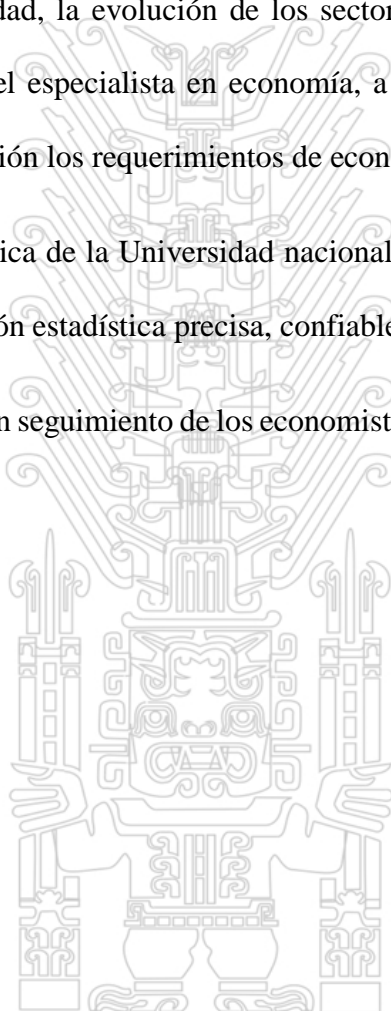 dad, la evolución de los sector
el especialista en economía, a
ión los requerimientos de econ
ica de la Universidad nacional
ón estadística precisa, confiable
n seguimiento de los economist